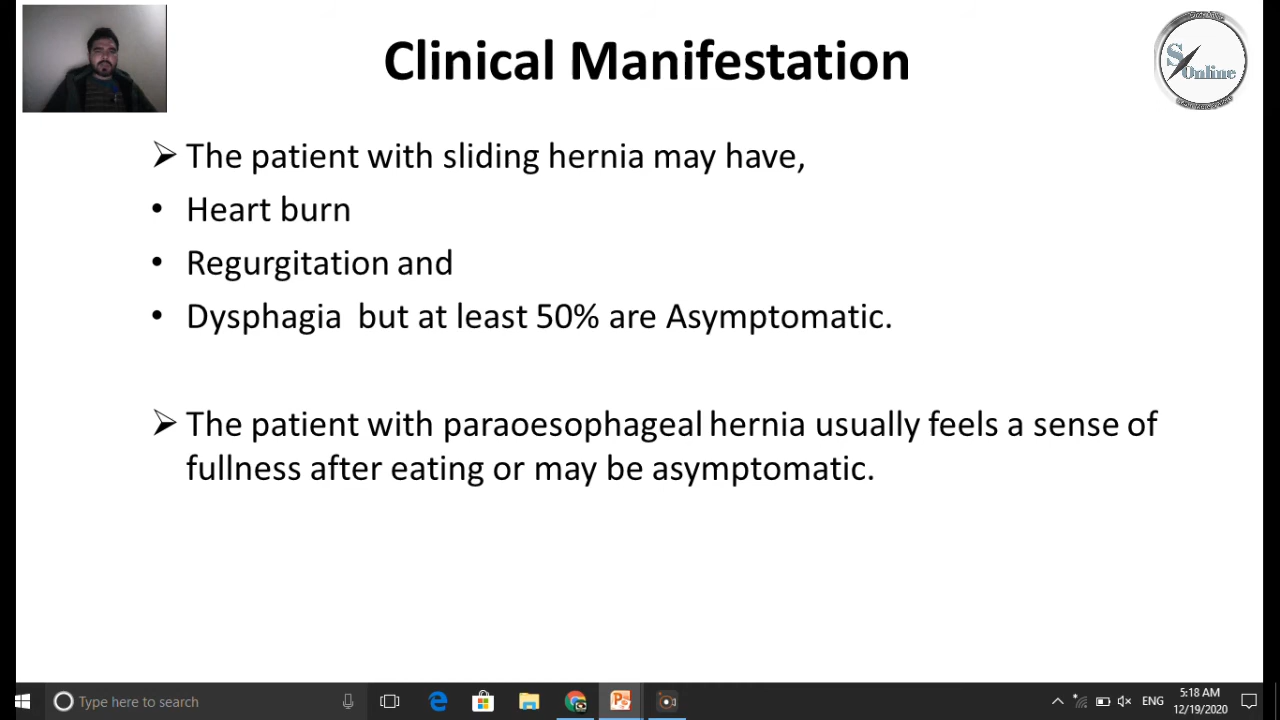 Clinical Manifestation
S
Online
➢ The patient with sliding hernia may have,
• Heart burn
• Regurgitation and
• Dysphagia but at least 50% are Asymptomatic.
➢ The patient with paraoesophageal hernia usually feels a sense of
fullness after eating or may be asymptomatic.
Type here to search
ENG
5:18 AM
12/19/2020